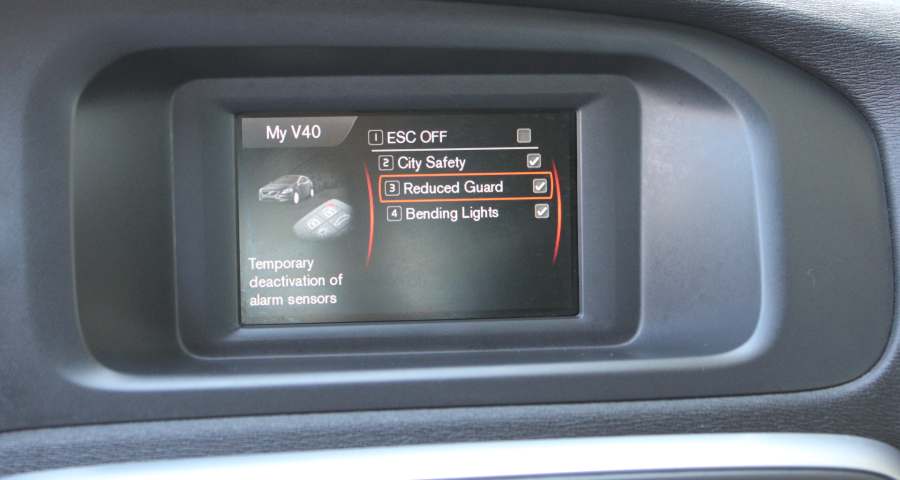 My V40
1 ESC OFF
2 City Safety
3 Reduced Guard
4 Bending Lights
Temporary
deactivation of
alarm sensors